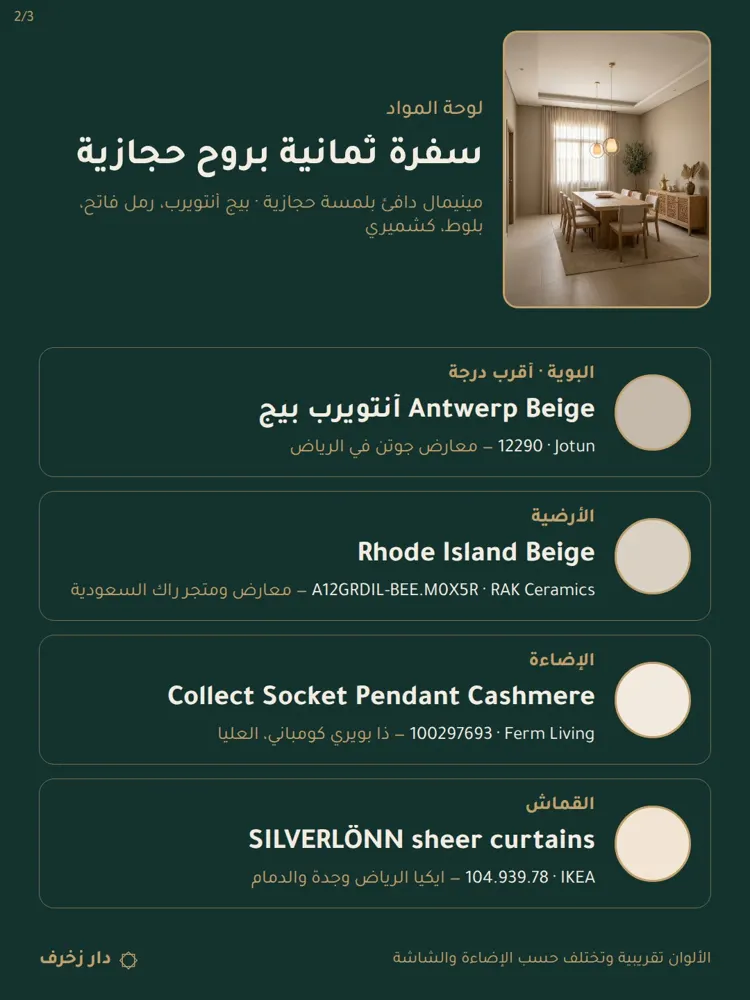 2/3
لوحة المواد
سفرة ثمانية بروح حجازية
مينيمال دافئ بلمسة حجازية · بيج أنتويرب، رمل فاتح،
بلوط، كشميري
البوية · أقرب درجة
Antwerp Beige أنتويرب بيج
Jotun · 12290 – معارض جوتن في الرياض
الأرضية
Rhode Island Beige
RAK Ceramics · A12GRDIL-BEE.M0X5R – معارض ومتجر راك السعودية
الإضاءة
Collect Socket Pendant Cashmere
Ferm Living · 100297693 – ذا بويري كومباني، العليا
القماش
SILVERLÖNN sheer curtains
IKEA · 104.939.78 – ايكيا الرياض وجدة والدمام
الألوان تقريبية وتختلف حسب الإضاءة والشاشة
دار زخرف